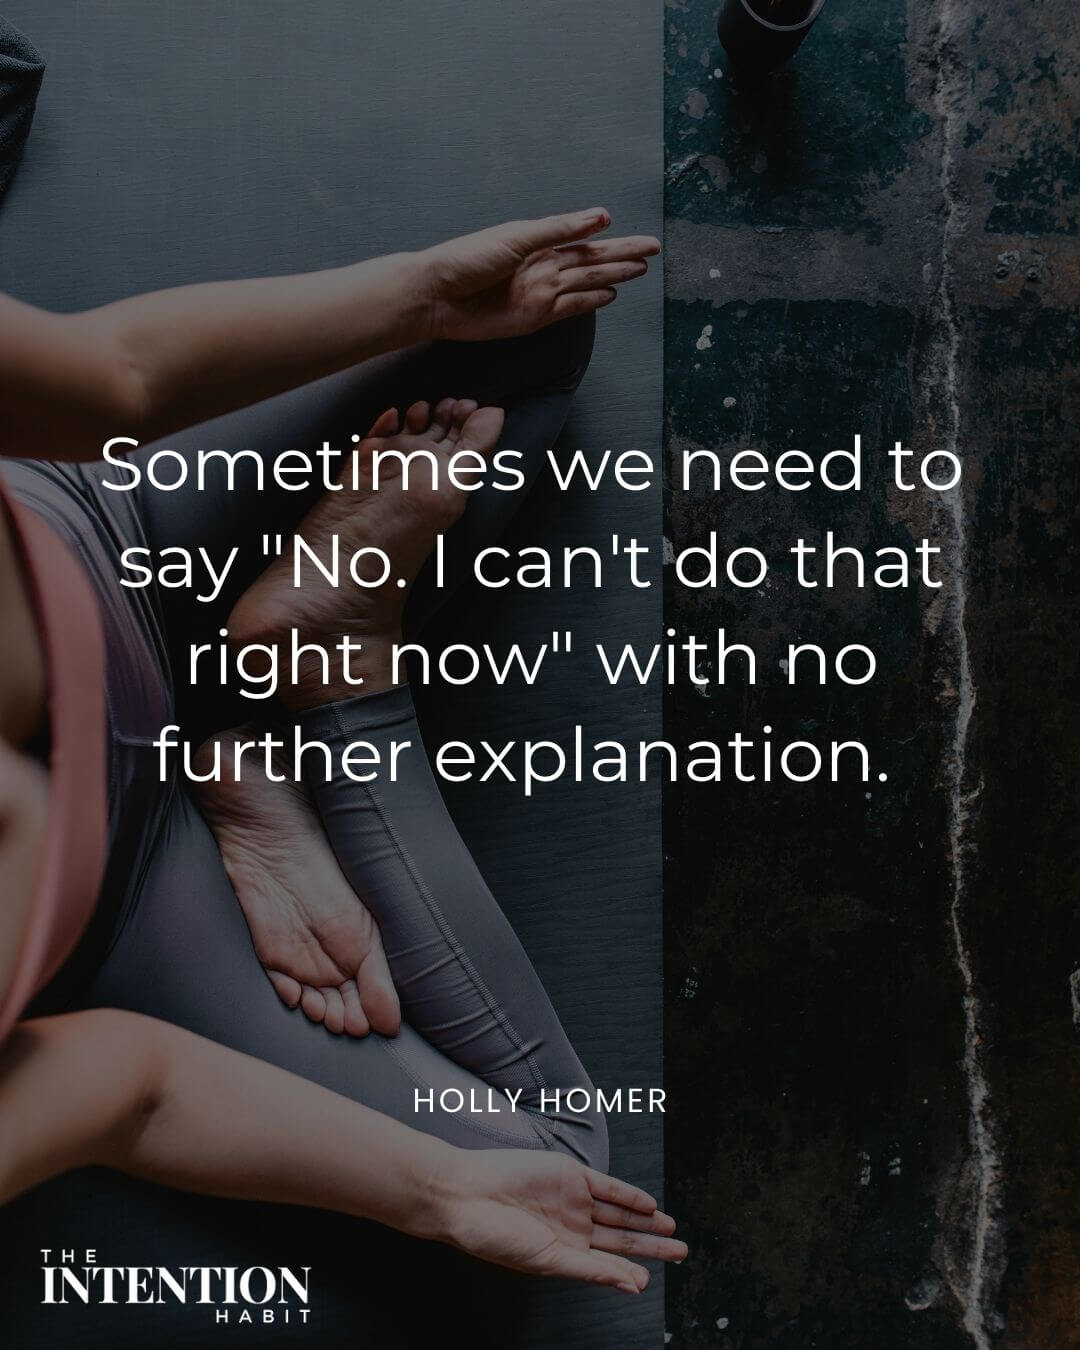 Sometimes we need to
say "No. I can't do that
right now" with no
further explanation.
HOLLY HOMER
THE
INTENTION
HABIT